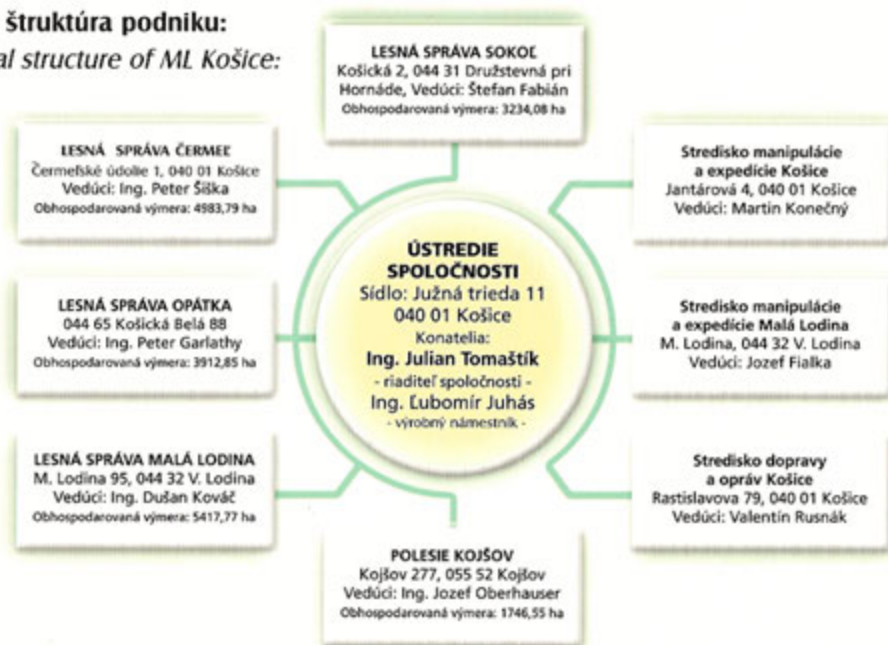 štruktúra podniku:
al structure of ML Košice:
LESNÁ SPRÁVA SOKOĽ
Košická 2, 044 31 Družstevná pri
Hornáde, Vedúci: Štefan Fabián
Obhospodarovaná výmera: 3234,08 ha
LESNÁ SPRÁVA ČERMEĽ
Čermeľské údolie 1, 040 01 Košice
Vedúci: Ing. Peter Šiška
Obhospodarovaná výmera: 4983,79 ha
LESNÁ SPRÁVA OPÁTKA
044 65 Košická Belá 88
Vedúci: Ing. Peter Garlathy
Obhospodarovaná výmera: 3912,85 ha
LESNÁ SPRÁVA MALÁ LODINA
M. Lodina 95, 044 32 V. Lodina
Vedúci: Ing. Dušan Kováč
Obhospodarovaná výmera: 5417,77 ha
ÚSTREDIE
SPOLOČNOSTI
Sídlo: Južná trieda 11
040 01 Košice
Konatelia:
Ing. Julian Tomaštík
- riaditeľ spoločnosti -
Ing. Ľubomír Juhás
- výrobný námestník -
Stredisko manipulácie
a expedície Košice
Jantárová 4, 040 01 Košice
Vedúci: Martin Konečný
Stredisko manipulácie
a expedície Malá Lodina
M. Lodina, 044 32 V. Lodina
Vedúci: Jozef Fialka
Stredisko dopravy
a opráv Košice
Rastislavova 79, 040 01 Košice
Vedúci: Valentín Rusnák
POLESIE KOJŠOV
Kojšov 277, 055 52 Kojšov
Vedúci: Ing. Jozef Oberhauser
Obhospodarovaná výmera: 1746,55 ha